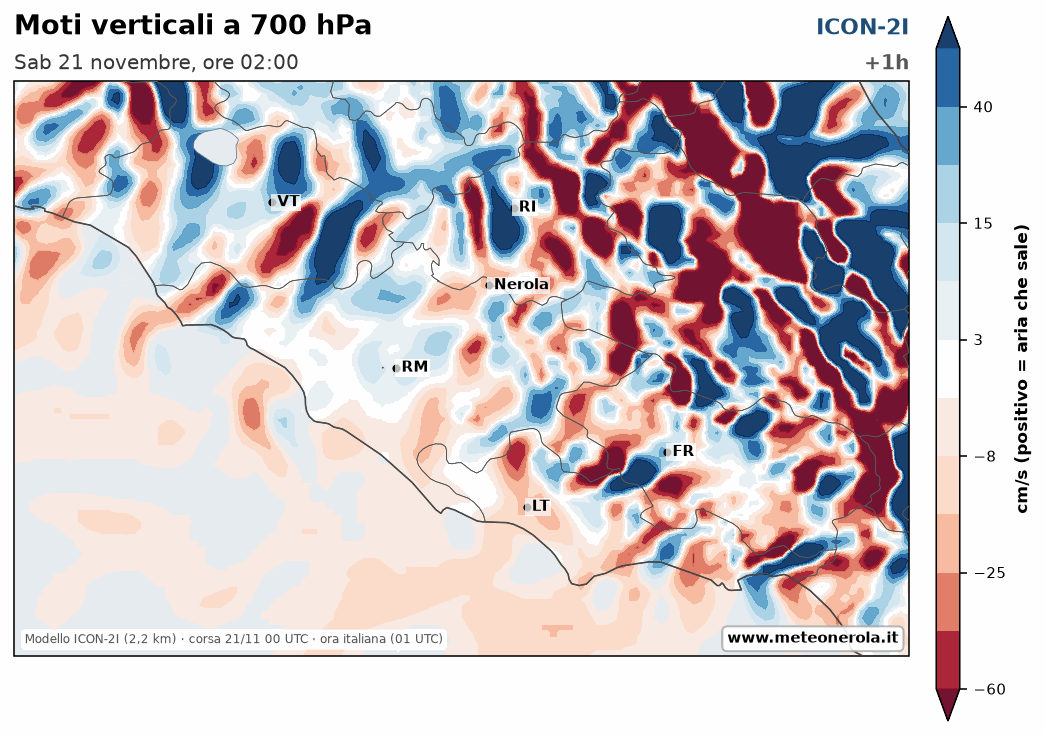 Moti verticali a 700 hPa
ICON-2I
Sab 21 novembre, ore 02:00
+1h
VT
RI
Nerola
RM
FR
LT
40
15
3
−8
−25
−60
cm/s (positivo = aria che sale)
Modello ICON-2I (2,2 km) · corsa 21/11 00 UTC · ora italiana (01 UTC)
www.meteonerola.it